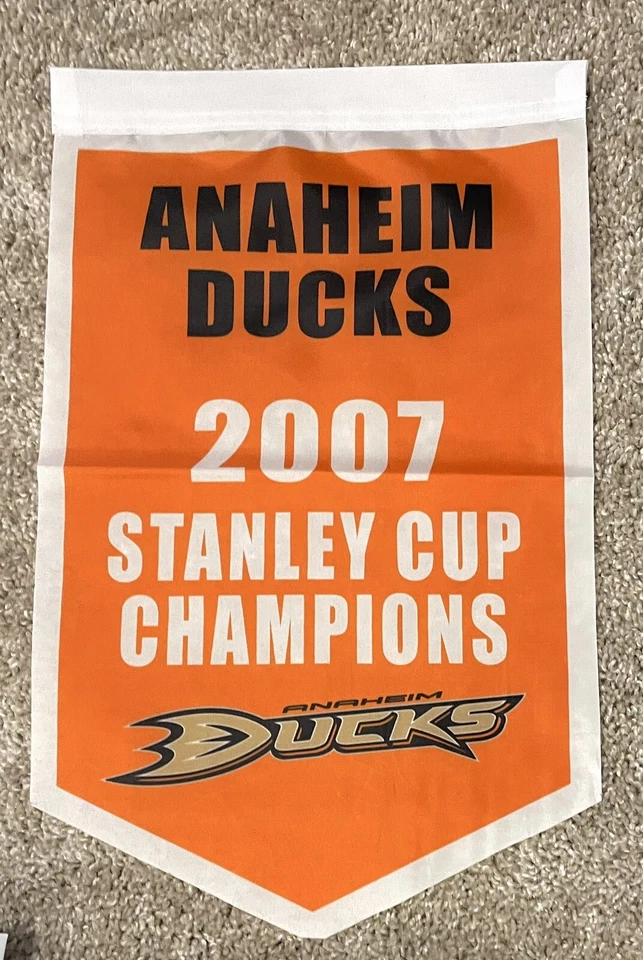 ANAHEIM
DUCKS
2007
STANLEY CUP
CHAMPIONS
ANAHEIM
DUCKS